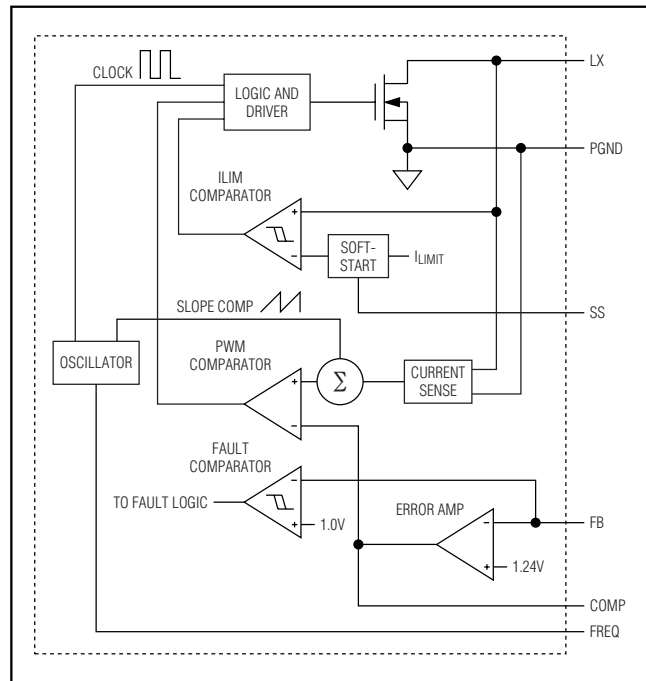 LX
CLOCK
LOGIC AND
DRIVER
PGND
ILIM
COMPARATOR
+
−
SOFT-
START
ILIMIT
SS
SLOPE COMP
OSCILLATOR
PWM
COMPARATOR
+
−
Σ
CURRENT
SENSE
FAULT
COMPARATOR
−
+
TO FAULT LOGIC
1.0V
ERROR AMP
−
+
FB
1.24V
COMP
FREQ